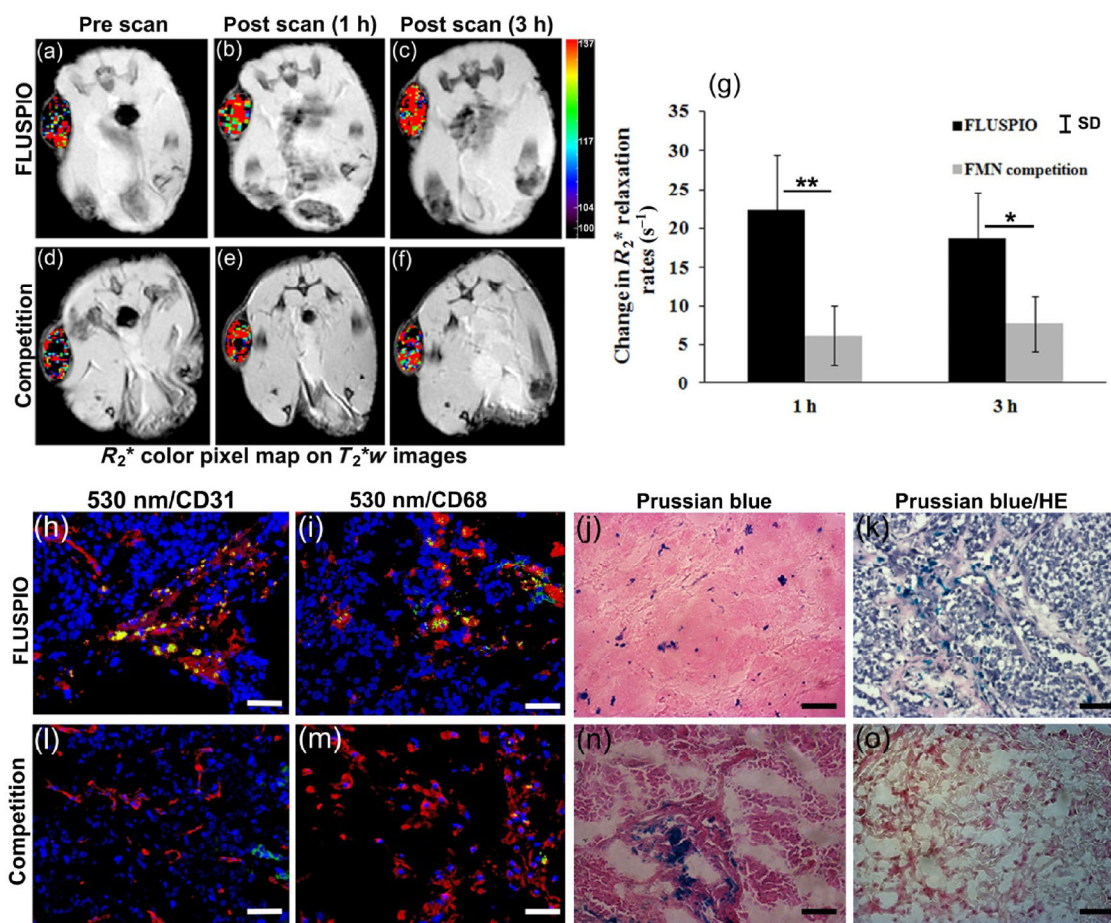 Pre scan
Post scan (1 h)
Post scan (3 h)
FLUSPIO
(a)
(b)
(c)
137
117
104
100
Competition
(d)
(e)
(f)
R₂* color pixel map on T₂*w images
(g)
Change in R₂* relaxation rates (s⁻¹)
35
30
25
20
15
10
5
0
FLUSPIO
SD
FMN competition
**
*
1 h
3 h
530 nm/CD31
530 nm/CD68
Prussian blue
Prussian blue/HE
FLUSPIO
(h)
(i)
(j)
(k)
Competition
(l)
(m)
(n)
(o)